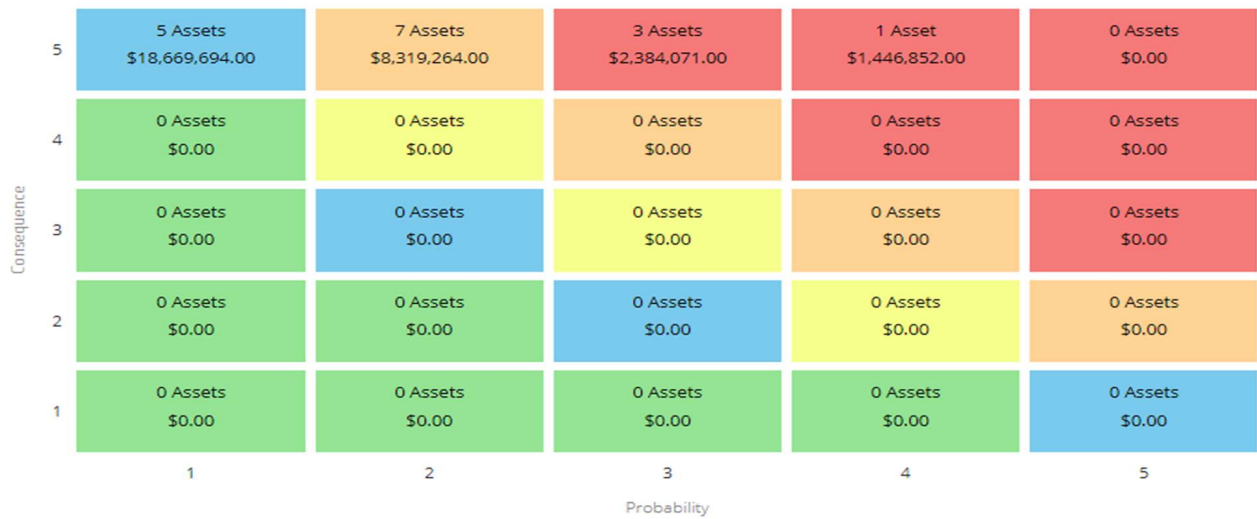 5 Assets 7 Assets 3 Assets 1 Asset 0 Assets
5
$18,669,694.00 $8,319,264.00 $2,384,071.00 $1,446,852.00 $0.00
0 Assets 0 Assets 0 Assets 0 Assets 0 Assets
4
$0.00 $0.00 $0.00 $0.00 $0.00
Consequence
0 Assets 0 Assets 0 Assets 0 Assets 0 Assets
3
$0.00 $0.00 $0.00 $0.00 $0.00
0 Assets 0 Assets 0 Assets 0 Assets 0 Assets
2
$0.00 $0.00 $0.00 $0.00 $0.00
0 Assets 0 Assets 0 Assets 0 Assets 0 Assets
1
$0.00 $0.00 $0.00 $0.00 $0.00
1 2 3 4 5
Probability